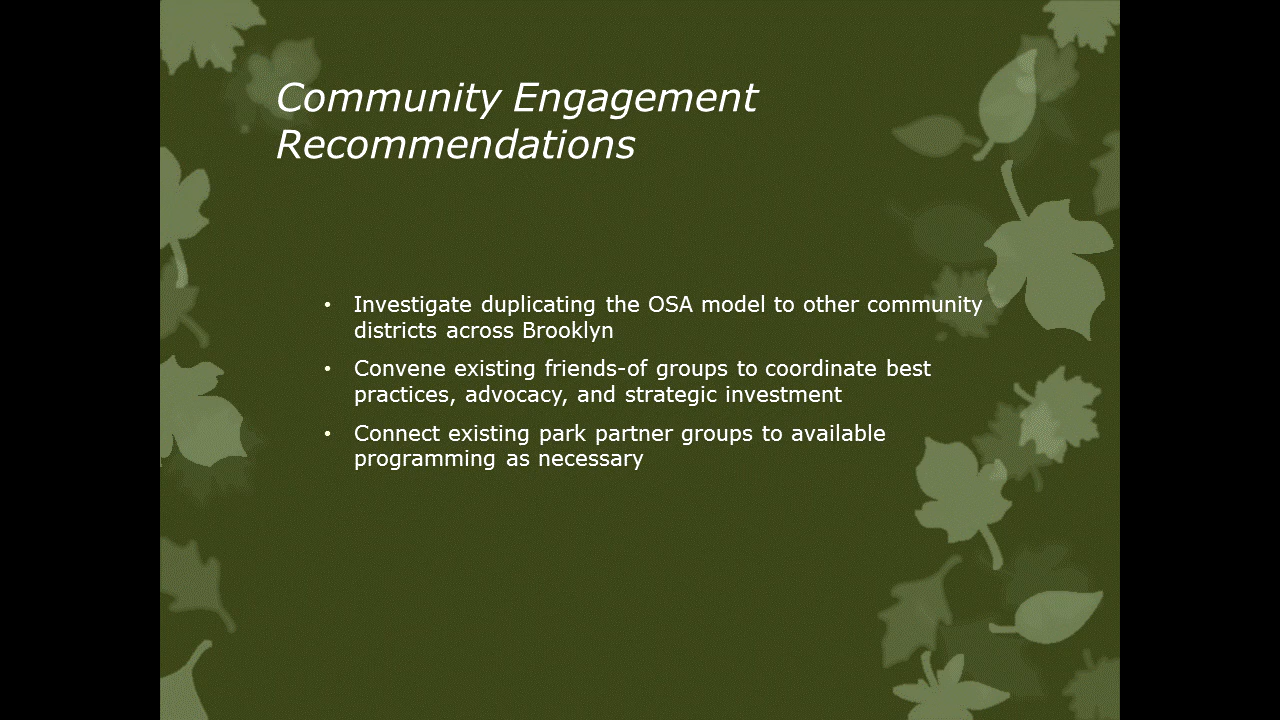 Community Engagement
Recommendations
• Investigate duplicating the OSA model to other community
districts across Brooklyn
• Convene existing friends-of groups to coordinate best
practices, advocacy, and strategic investment
• Connect existing park partner groups to available
programming as necessary